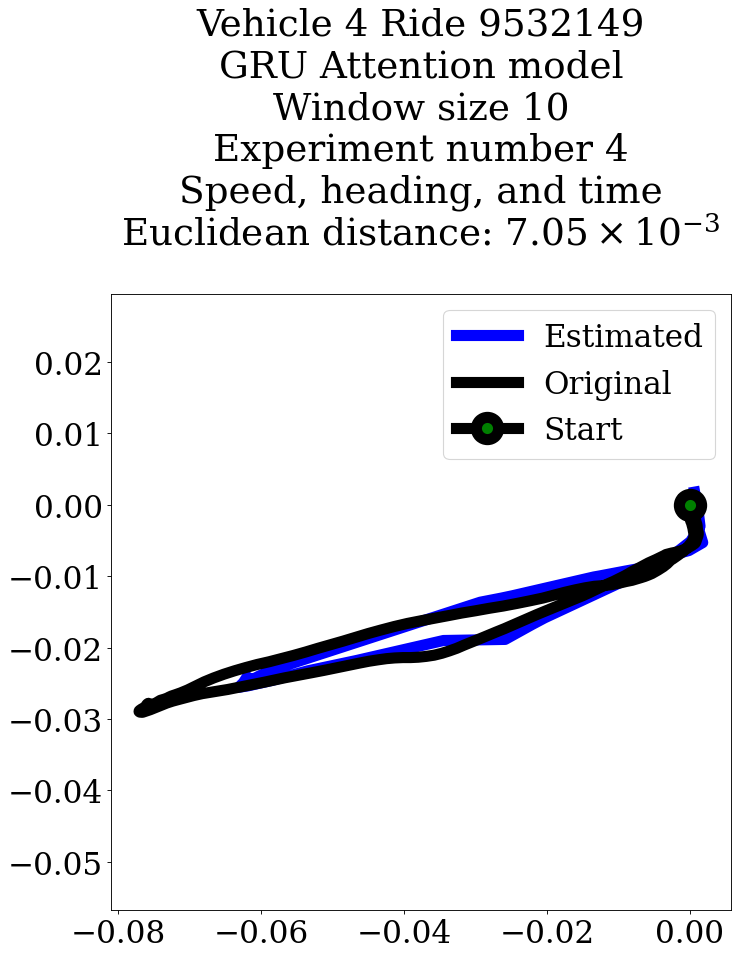 Vehicle 4 Ride 9532149
GRU Attention model
Window size 10
Experiment number 4
Speed, heading, and time
Euclidean distance: 7.05 × 10⁻³
Estimated
Original
Start
0.02
0.01
0.00
−0.01
−0.02
−0.03
−0.04
−0.05
−0.08 −0.06 −0.04 −0.02 0.00